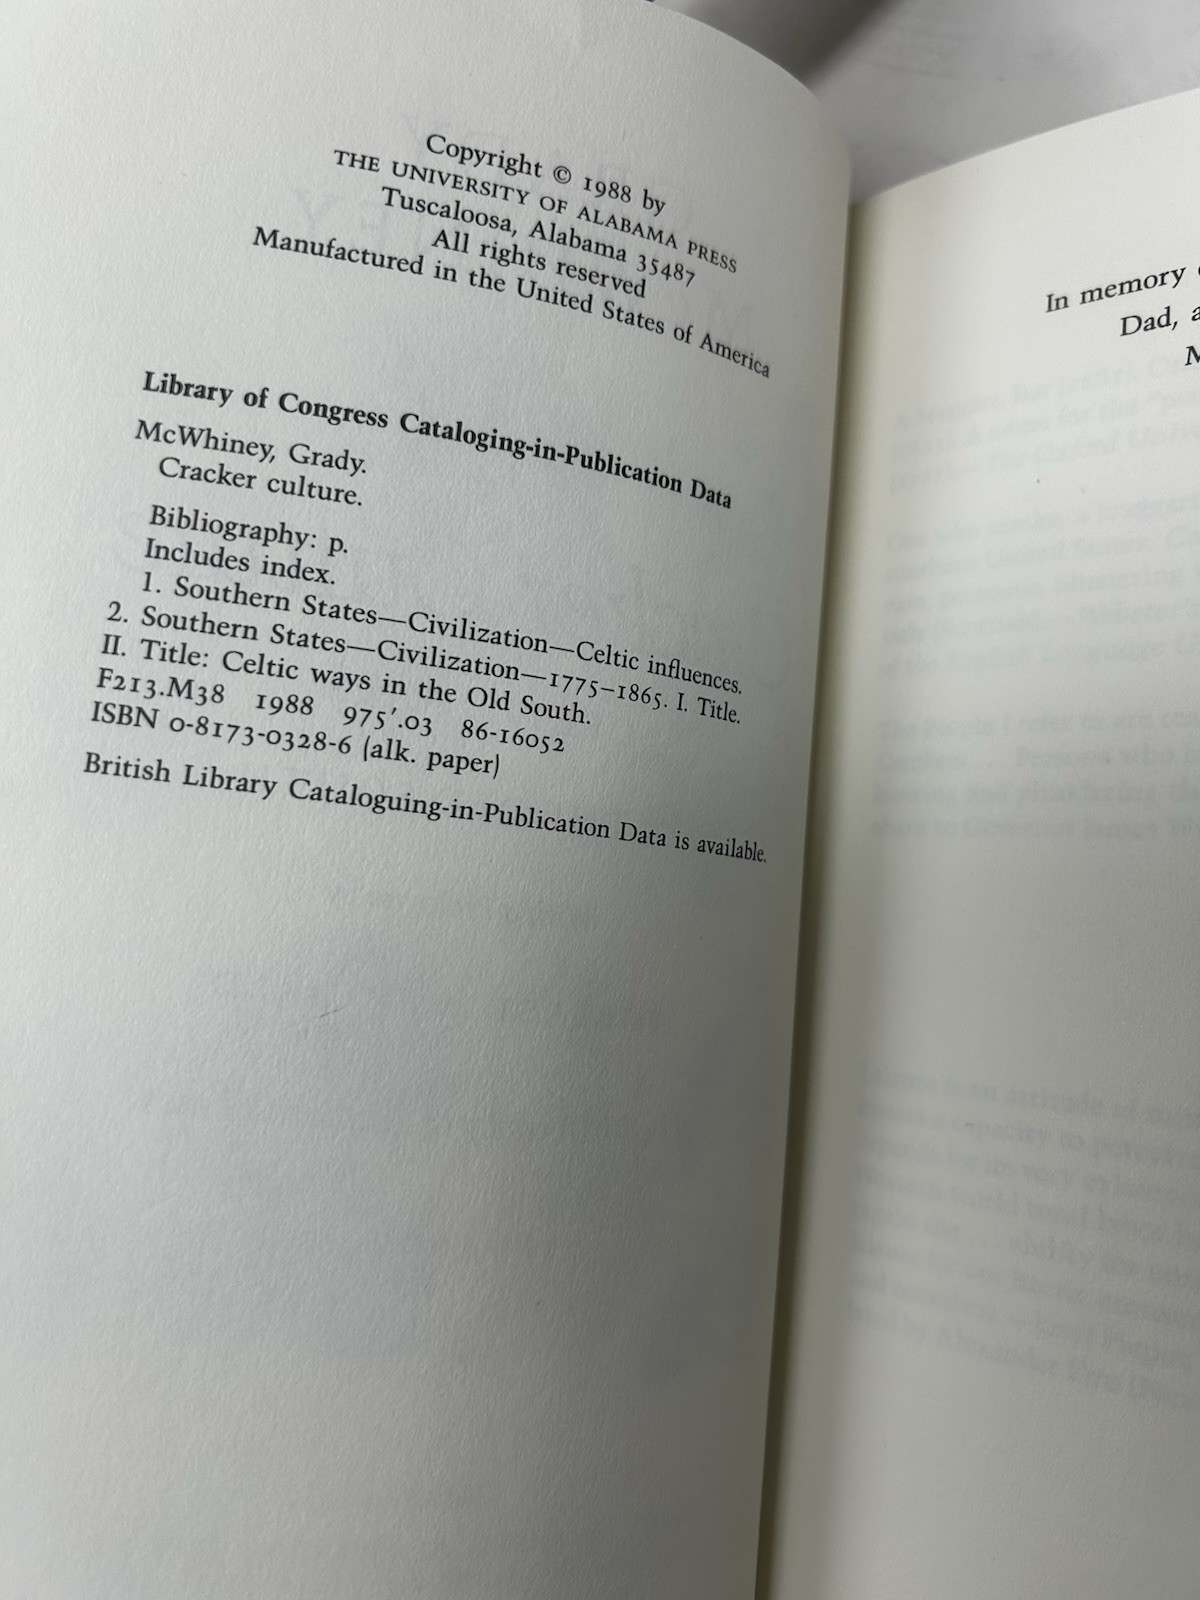 Copyright © 1988 by
THE UNIVERSITY OF ALABAMA PRESS
Tuscaloosa, Alabama 35487
All rights reserved
Manufactured in the United States of America
Library of Congress Cataloging-in-Publication Data
McWhiney, Grady.
Cracker culture.
Bibliography: p.
Includes index.
1. Southern States—Civilization—Celtic influences.
2. Southern States—Civilization—1775–1865. I. Title.
II. Title: Celtic ways in the Old South.
F213.M38 1988 975′.03 86-16052
ISBN 0-8173-0328-6 (alk. paper)
British Library Cataloguing-in-Publication Data is available.
In memory
Dad,